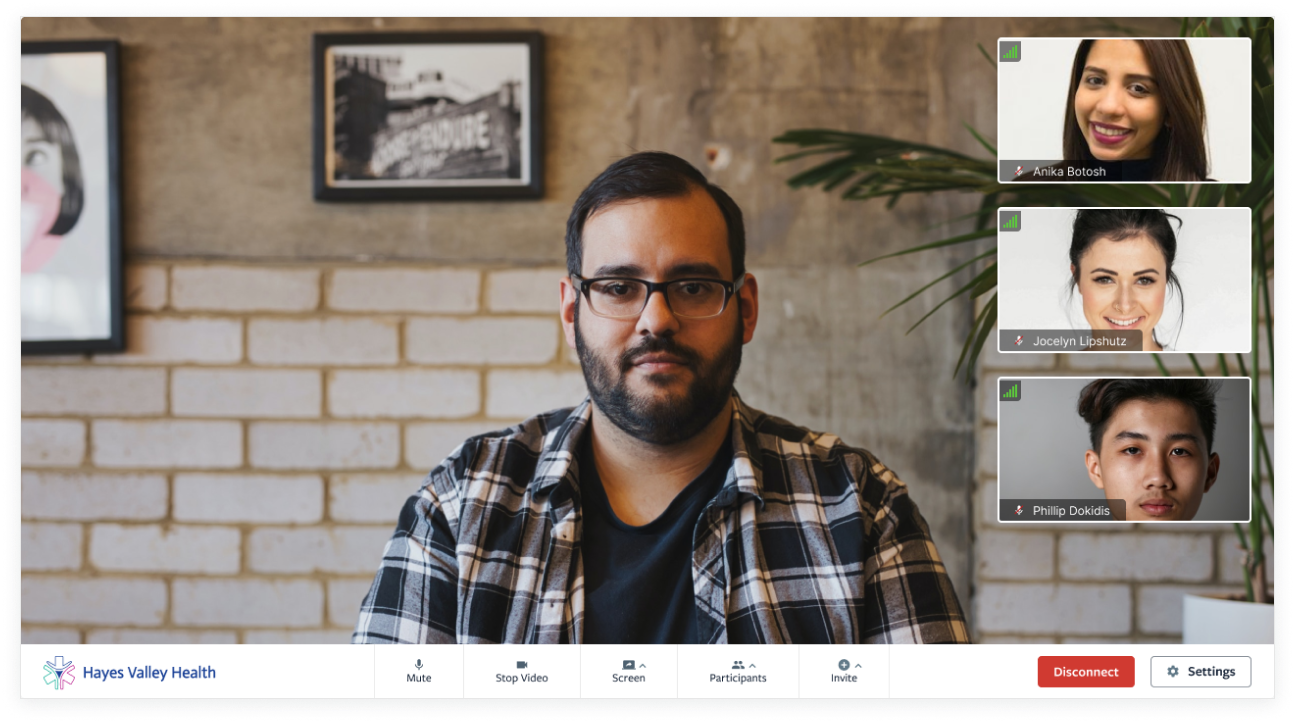 Anika Botosh
Jocelyn Lipshutz
Phillip Dokidis
Hayes Valley Health
Mute
Stop Video
Screen
Participants
Invite
Disconnect
Settings